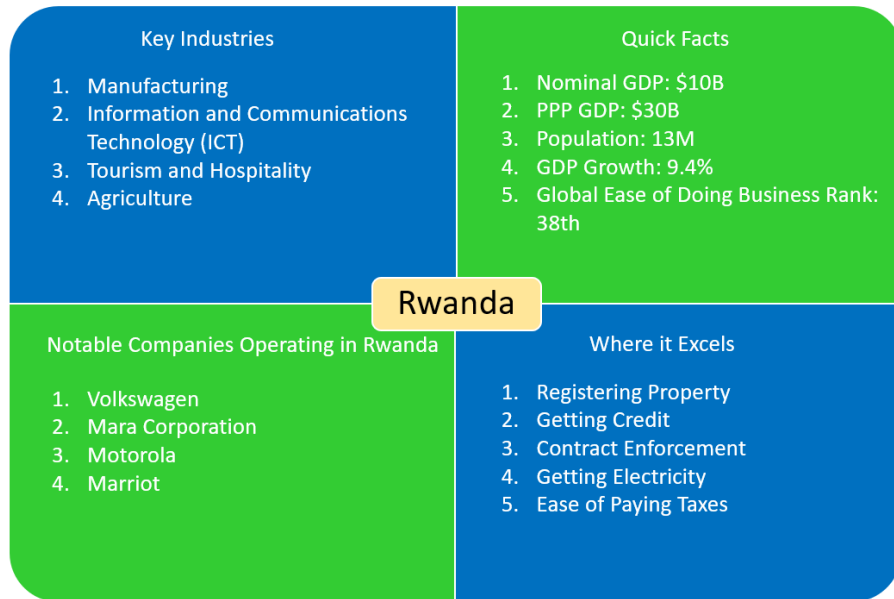 Key Industries
1. Manufacturing
2. Information and Communications
Technology (ICT)
3. Tourism and Hospitality
4. Agriculture
Quick Facts
1. Nominal GDP: $10B
2. PPP GDP: $30B
3. Population: 13M
4. GDP Growth: 9.4%
5. Global Ease of Doing Business Rank:
38th
Rwanda
Notable Companies Operating in Rwanda
1. Volkswagen
2. Mara Corporation
3. Motorola
4. Marriot
Where it Excels
1. Registering Property
2. Getting Credit
3. Contract Enforcement
4. Getting Electricity
5. Ease of Paying Taxes